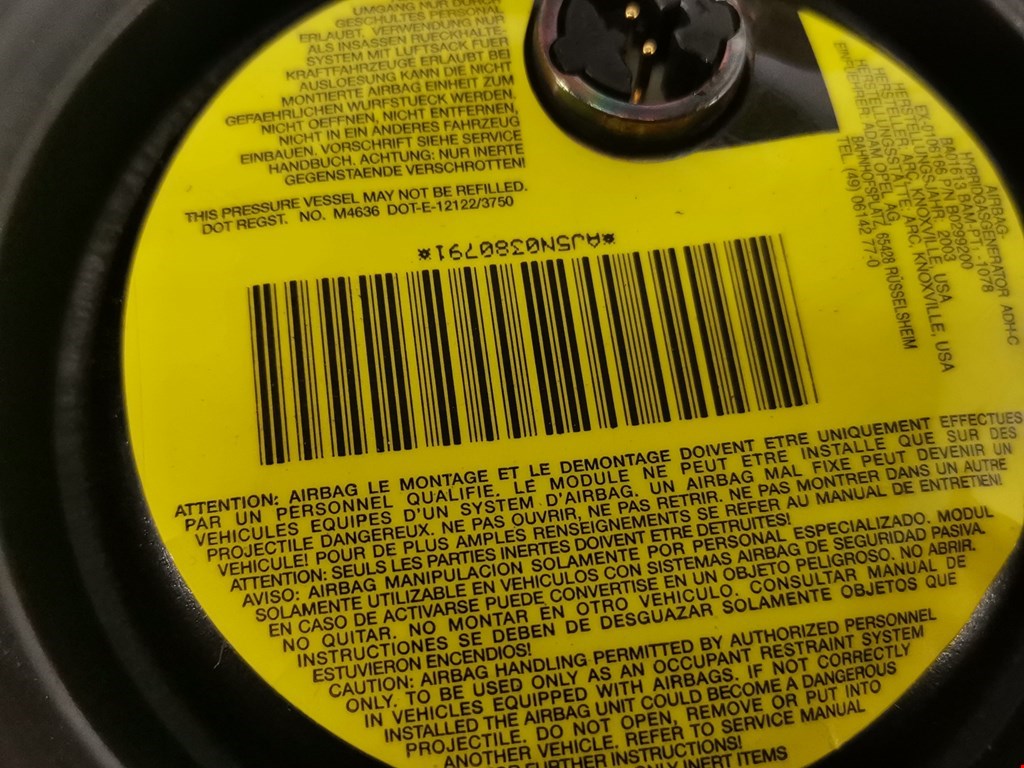 UMGANG NUR DURCH
GESCHULTES PERSONAL
ERLAUBT. VERWENDUNG NUR
ALS INSASSEN RUECKHALTE-
SYSTEM MIT LUFTSACK FUER
KRAFTFAHRZEUGE ERLAUBT BEI
AUSLOESUNG KANN DIE NICHT
MONTIERTE AIRBAG EINHEIT ZUM
GEFAEHRLICHEN WURFSTUECK WERDEN.
NICHT OEFFNEN, NICHT ENTFERNEN,
NICHT IN EIN ANDERES FAHRZEUG
EINBAUEN. VORSCHRIFT SIEHE SERVICE
HANDBUCH. ACHTUNG: NUR INERTE
GEGENSTAENDE VERSCHROTTEN!
THIS PRESSURE VESSEL MAY NOT BE REFILLED.
DOT REGST. NO. M4636 DOT-E-12122/3750
AIRBAG-
HYBRIDGASGENERATOR ADH-C
BAM-PT -1078
P/N B0299200
HERSTELLUNGSJAHR 2003
HERSTELLER, ARC, KNOXVILLE, USA
HERSTELLUNGSSTÄTTE, ARC, KNOXVILLE, USA
EINFÜHRER, ADAM OPEL AG,
BAHNHOFSPLATZ, 65428 RÜSSELSHEIM
TEL. (49) 06142 77-0
*AJ5N0380791*
ATTENTION: AIRBAG LE MONTAGE ET LE DEMONTAGE DOIVENT ETRE UNIQUEMENT EFFECTUES
PAR UN PERSONNEL QUALIFIE. LE MODULE NE PEUT ETRE INSTALLE QUE SUR DES
VEHICULES EQUIPES D'UN SYSTEM D'AIRBAG. UN AIRBAG MAL FIXE PEUT DEVENIR UN
PROJECTILE DANGEREUX. NE PAS OUVRIR, NE PAS RETRIR. NE PAS MONTRER DANS UN AUTRE
VEHICULE! POUR DE PLUS AMPLES RENSEIGNEMENTS SE REFER AU MANUAL DE ENTRETIEN!
ATTENTION: SEULS LES PARTIES INERTES DOIVENT ETRE DETRUITES!
AVISO: AIRBAG MANIPULACION SOLAMENTE POR PERSONAL ESPECIALIZADO. MODUL
SOLAMENTE UTILIZABLE EN VEHICULOS CON SISTEMAS AIRBAG DE SEGURIDAD PASIVA.
EN CASO DE ACTIVARSE PUEDE CONVERTISE EN UN OBJETO PELIGROSO. NO ABRIR.
NO QUITAR. NO MONTAR EN OTRO VEHICULO. CONSULTAR MANUAL DE
INSTRUCTIONES SE DEBEN DE DESGUAZAR SOLAMENTE OBJETOS QUE
ESTUVIERON ENCENDIOS!
CAUTION: AIRBAG HANDLING PERMITTED BY AUTHORIZED PERSONNEL
ONLY. TO BE USED ONLY AS AN OCCUPANT RESTRAINT SYSTEM
IN VEHICLES EQUIPPED WITH AIRBAGS. IF NOT CORRECTLY
INSTALLED THE AIRBAG UNIT COULD BECOME A DANGEROUS
PROJECTILE. DO NOT OPEN, REMOVE OR PUT INTO
ANOTHER VEHICLE. REFER TO SERVICE MANUAL
FOR FURTHER INSTRUCTIONS!
ONLY INERT ITEMS